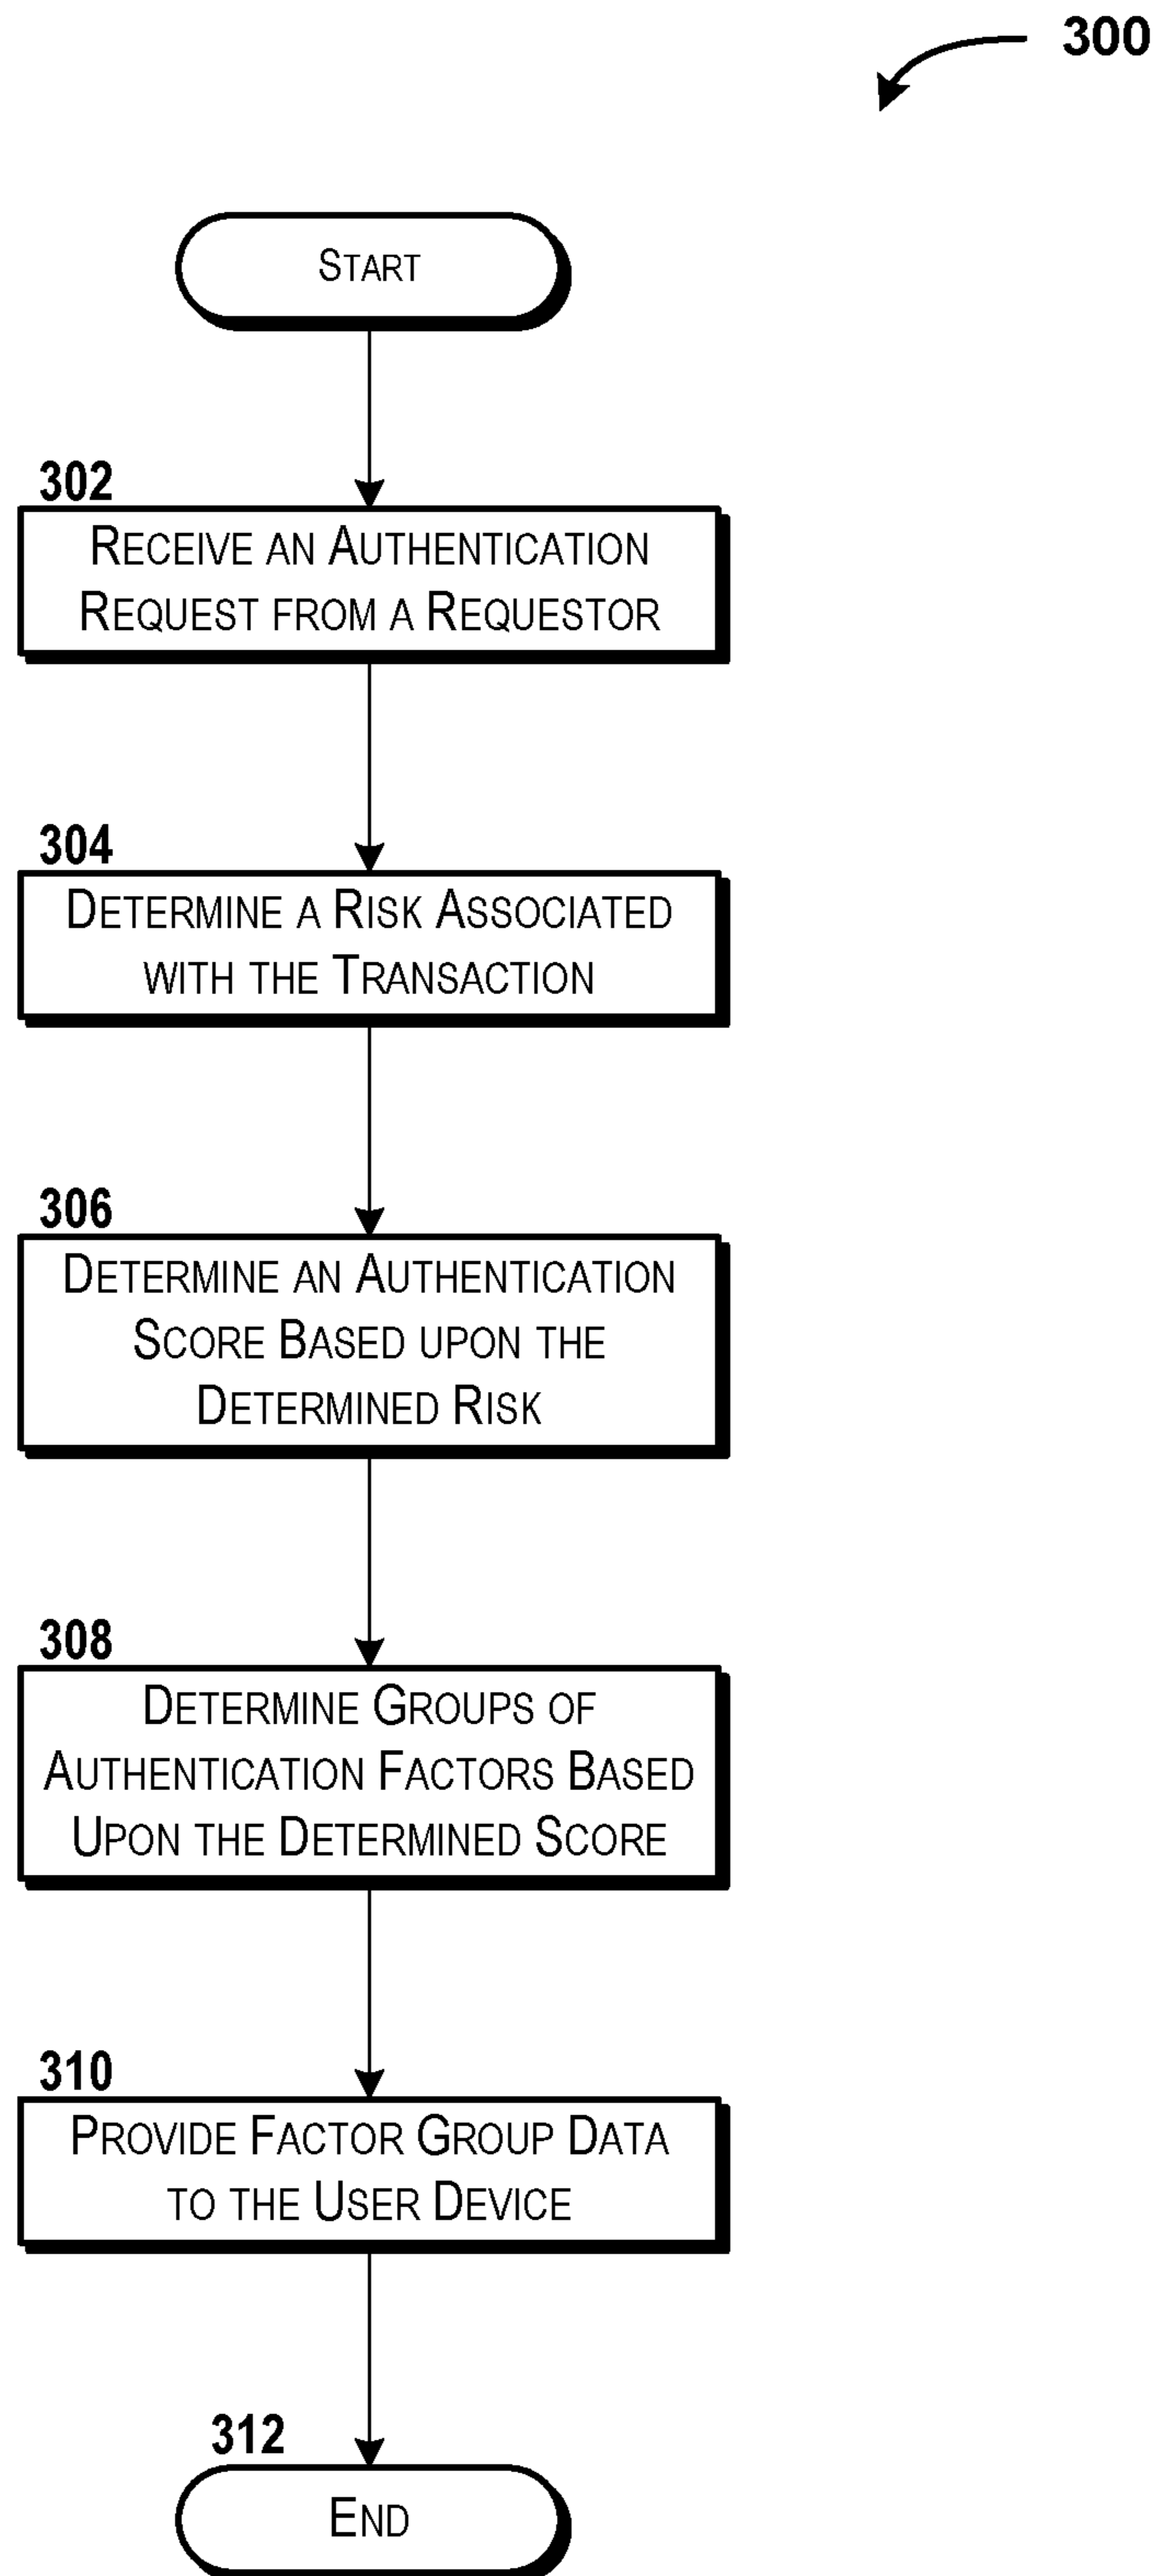 300
START
302
RECEIVE AN AUTHENTICATION
REQUEST FROM A REQUESTOR
304
DETERMINE A RISK ASSOCIATED
WITH THE TRANSACTION
306
DETERMINE AN AUTHENTICATION
SCORE BASED UPON THE
DETERMINED RISK
308
DETERMINE GROUPS OF
AUTHENTICATION FACTORS BASED
UPON THE DETERMINED SCORE
310
PROVIDE FACTOR GROUP DATA
TO THE USER DEVICE
312
END